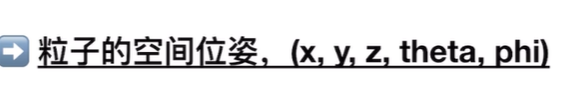 ➡️ 粒子的空间位姿，(x, y, z, theta, phi)